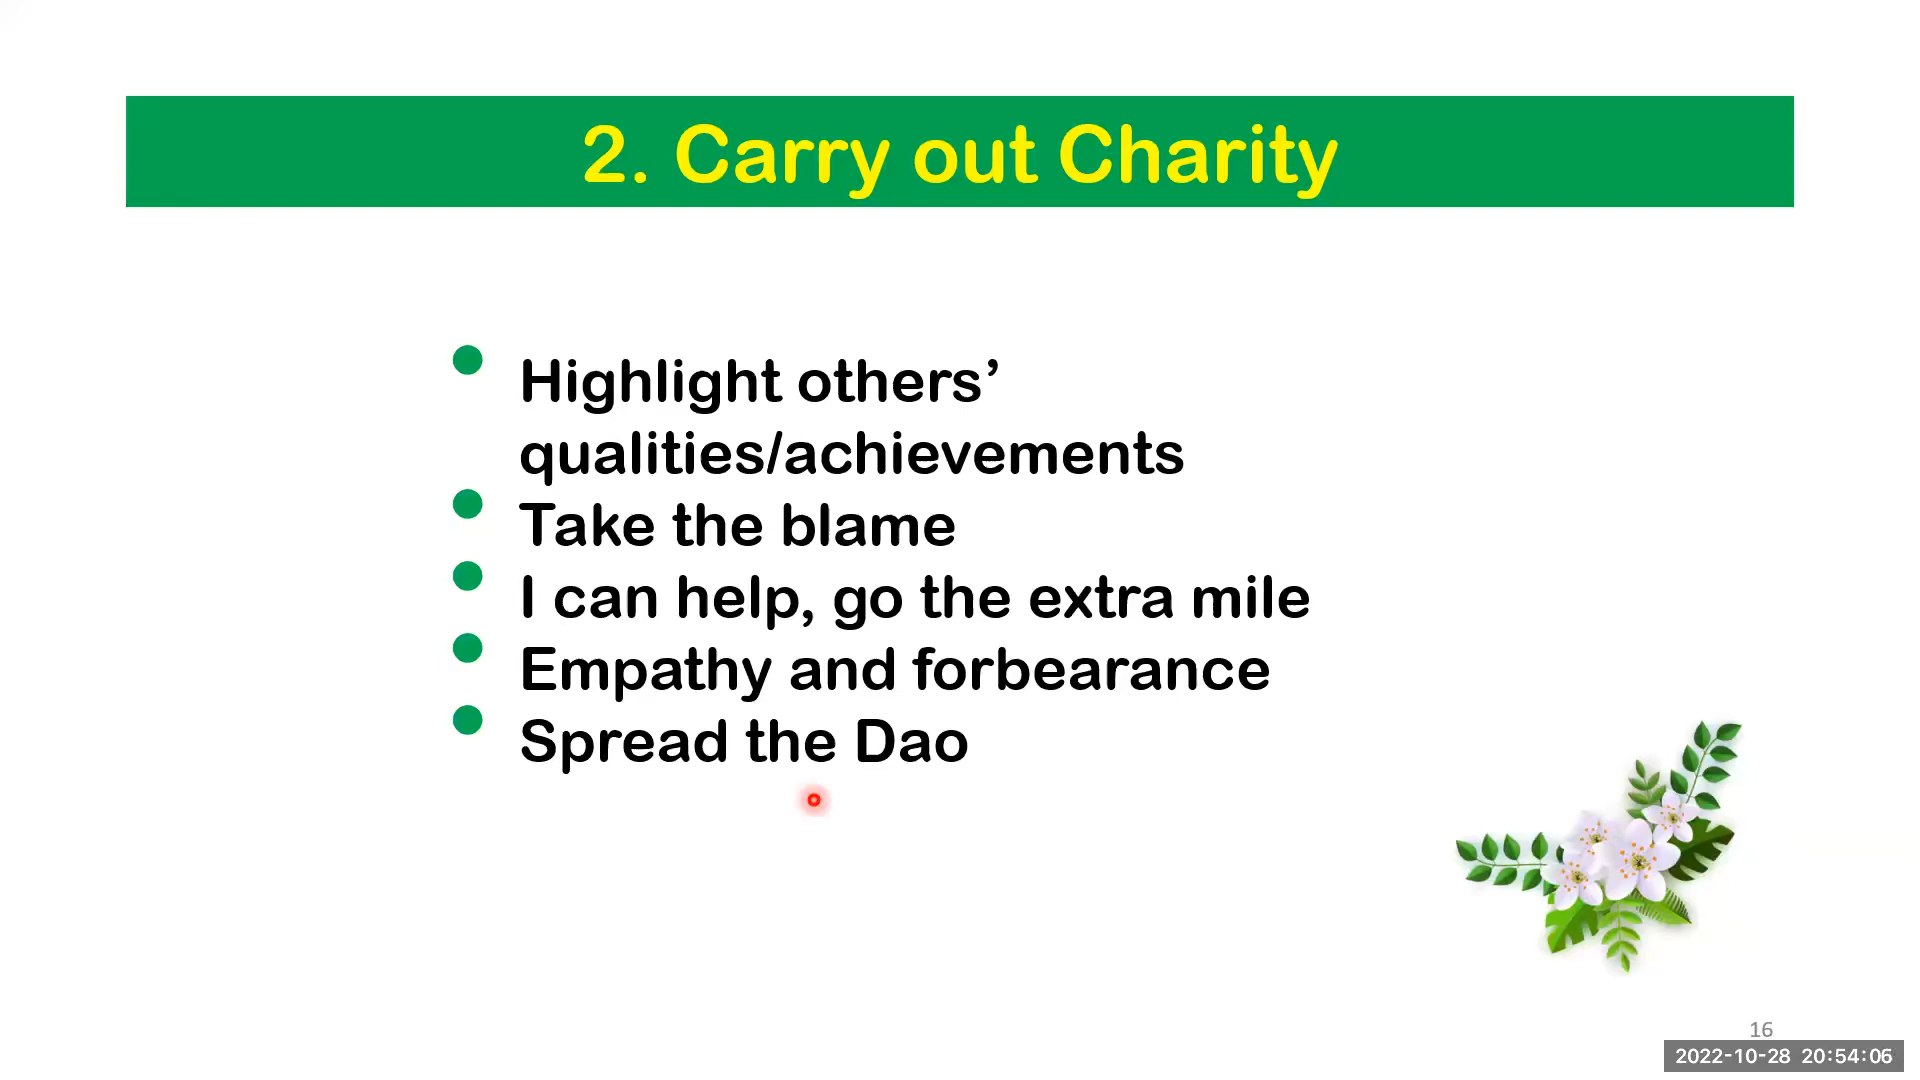 2. Carry out Charity
Highlight others’
qualities/achievements
Take the blame
I can help, go the extra mile
Empathy and forbearance
Spread the Dao
16
2022-10-28 20:54:06